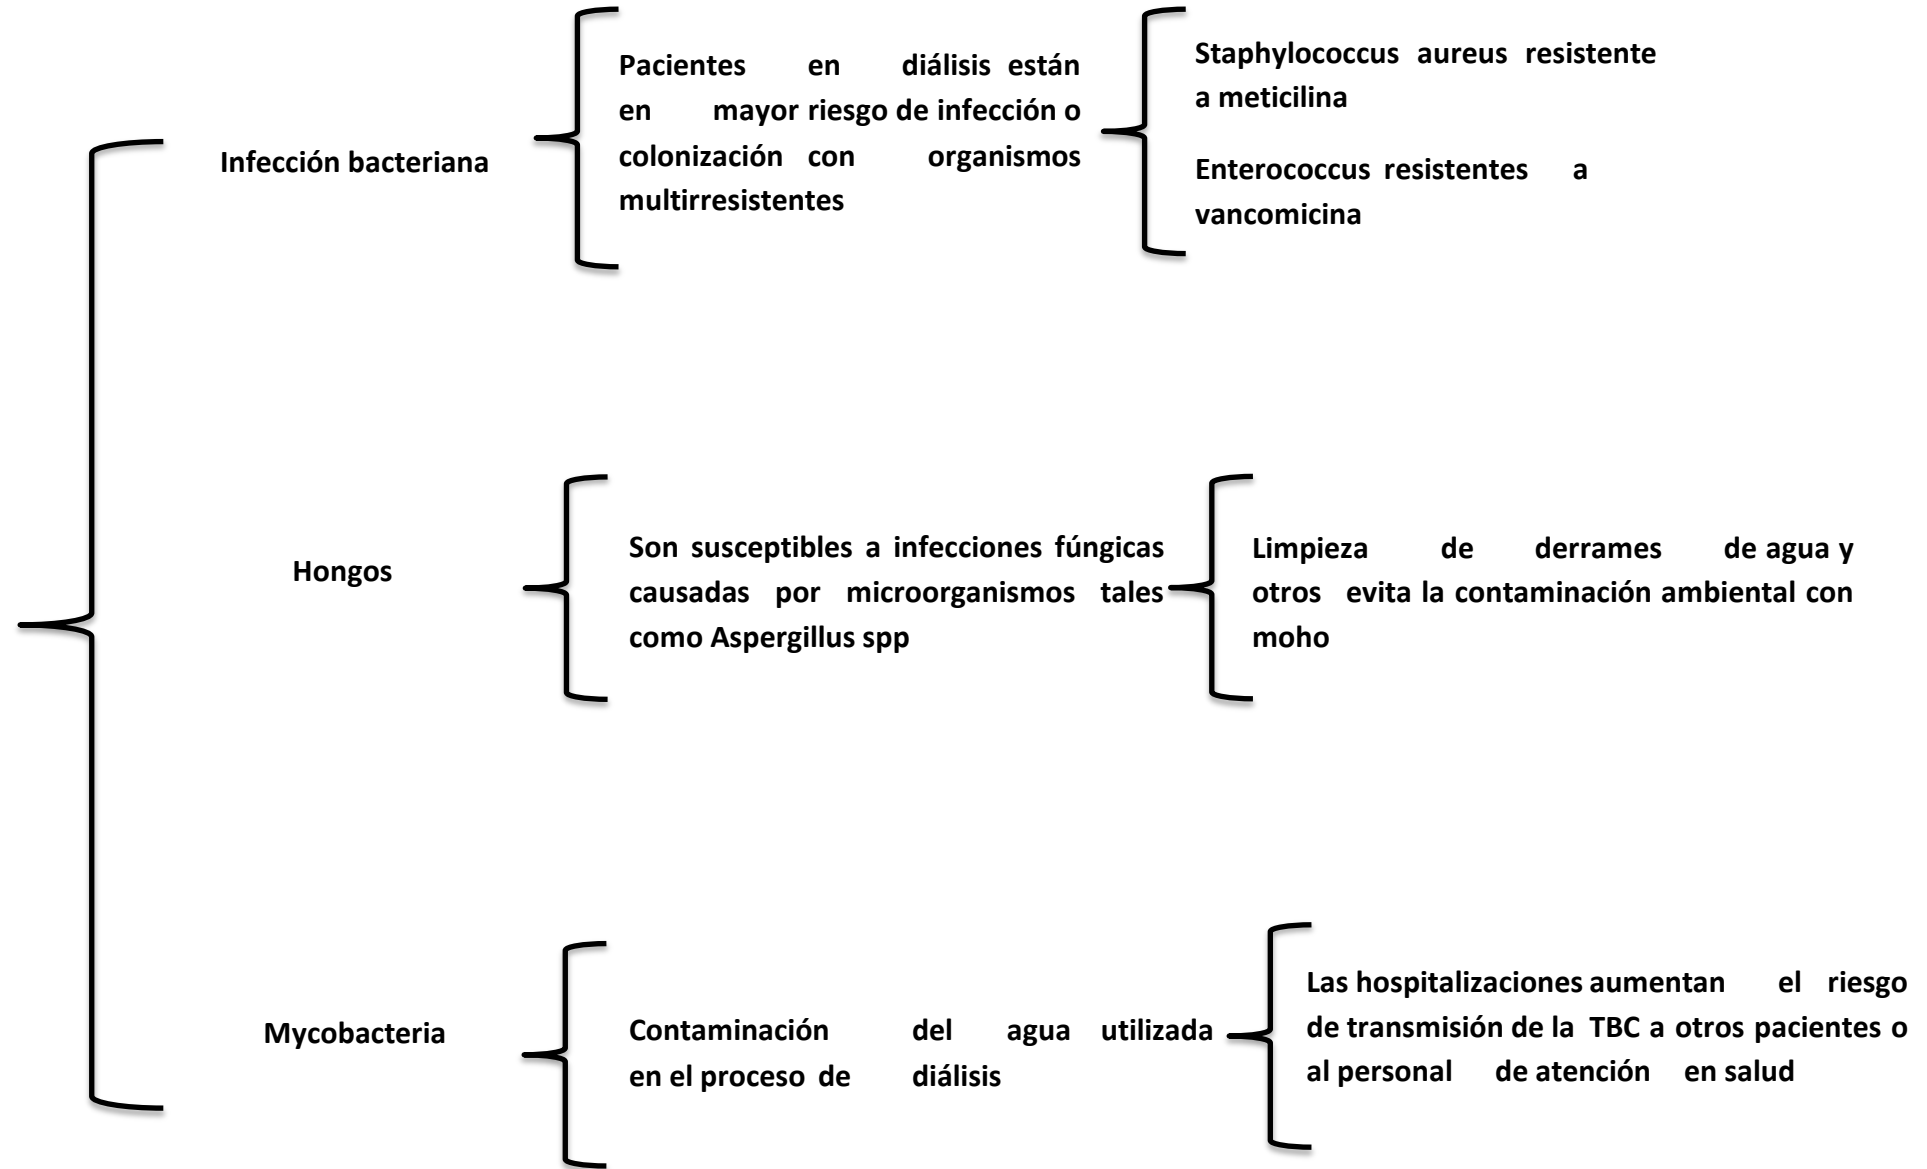 Infección bacteriana
Pacientes en diálisis están
en mayor riesgo de infección o
colonización con organismos
multirresistentes
Staphylococcus aureus resistente
a meticilina
Enterococcus resistentes a
vancomicina
Hongos
Son susceptibles a infecciones fúngicas
causadas por microorganismos tales
como Aspergillus spp
Limpieza de derrames de agua y
otros evita la contaminación ambiental con
moho
Mycobacteria
Contaminación del agua utilizada
en el proceso de diálisis
Las hospitalizaciones aumentan el riesgo
de transmisión de la TBC a otros pacientes o
al personal de atención en salud